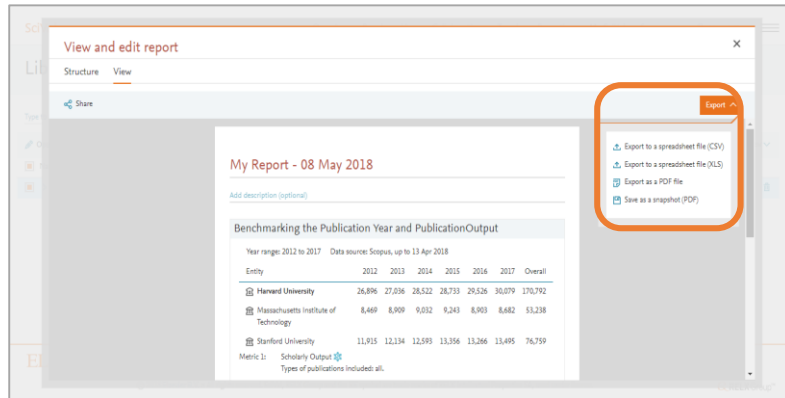 View and edit report
Structure View
Share
Export
Export to a spreadsheet file (CSV)
Export to a spreadsheet file (XLS)
Export as a PDF file
Save as a snapshot (PDF)
My Report - 08 May 2018
Add description (optional)
Benchmarking the Publication Year and PublicationOutput
Year range: 2012 to 2017 Data source: Scopus, up to 13 Apr 2018
Entity 2012 2013 2014 2015 2016 2017 Overall
Harvard University 26,896 27,036 28,522 28,733 29,526 30,079 170,792
Massachusetts Institute of 8,469 8,909 9,032 9,243 8,903 8,682 53,238
Technology
Stanford University 11,915 12,134 12,593 13,356 13,266 13,495 76,759
Metric 1: Scholarly Output
Types of publications included: all.